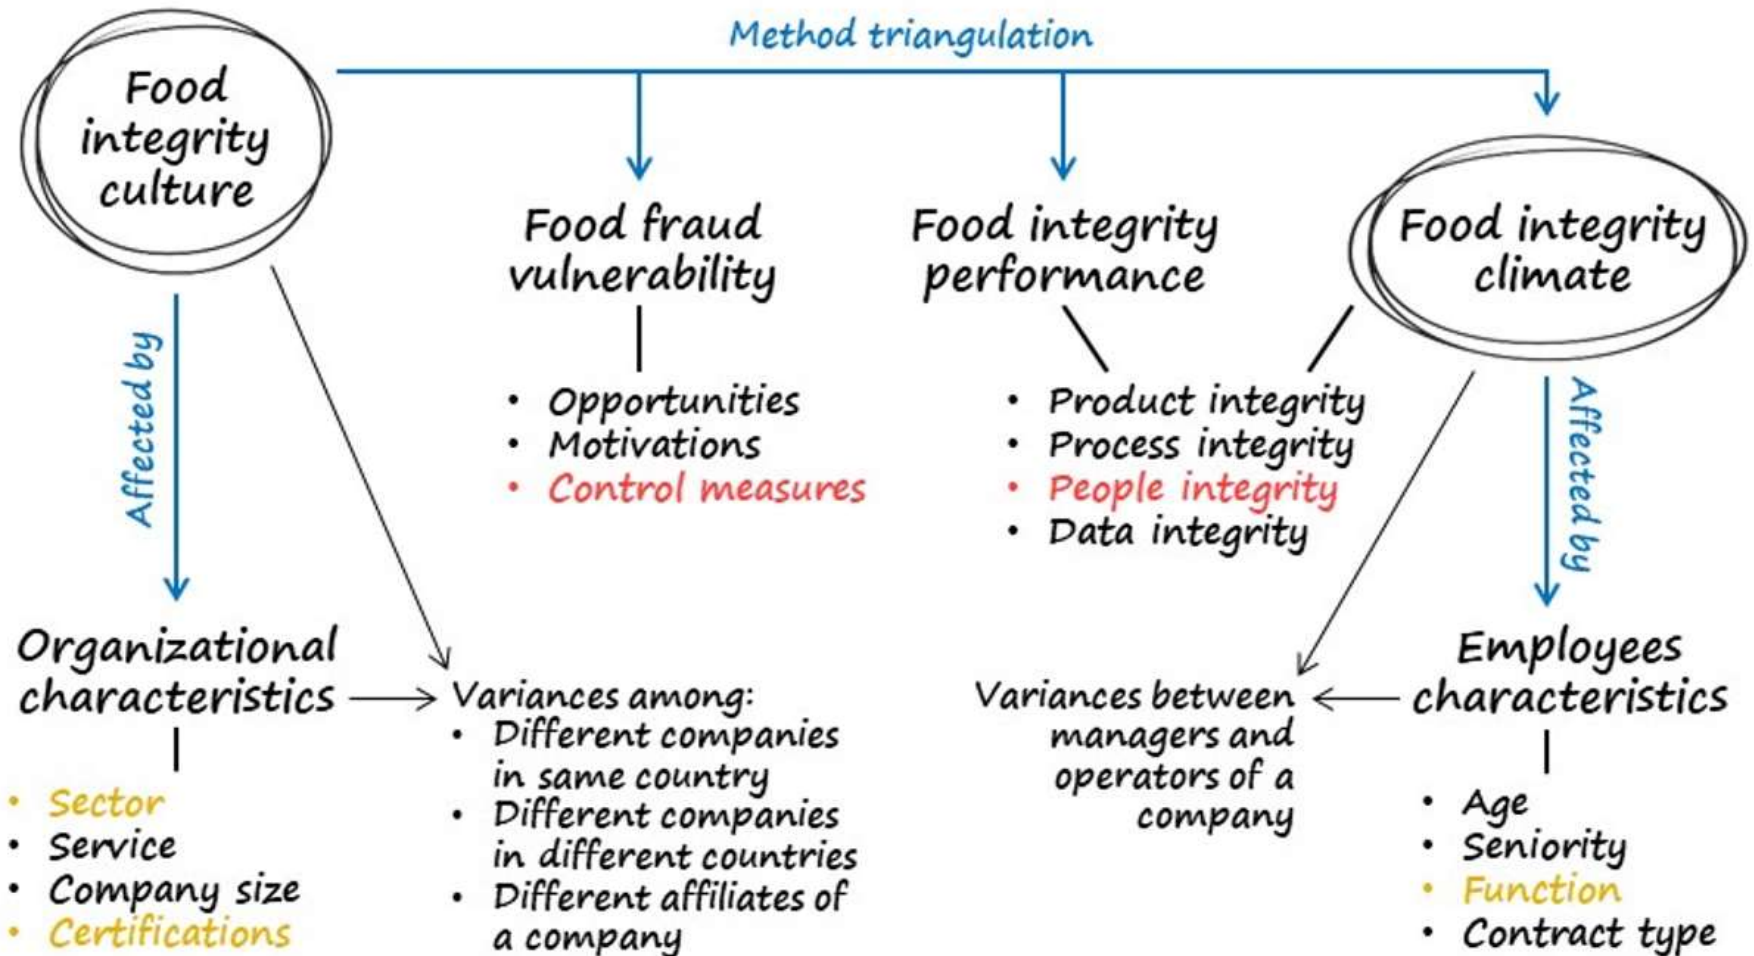 Method triangulation
Food
integrity
culture
Food fraud
vulnerability
Food integrity
performance
Food integrity
climate
Affected by
• Opportunities
• Motivations
• Control measures
• Product integrity
• Process integrity
• People integrity
• Data integrity
Affected by
Organizational
characteristics
• Sector
• Service
• Company size
• Certifications
Variances among:
• Different companies
in same country
• Different companies
in different countries
• Different affiliates of
a company
Variances between
managers and
operators of a
company
Employees
characteristics
• Age
• Seniority
• Function
• Contract type